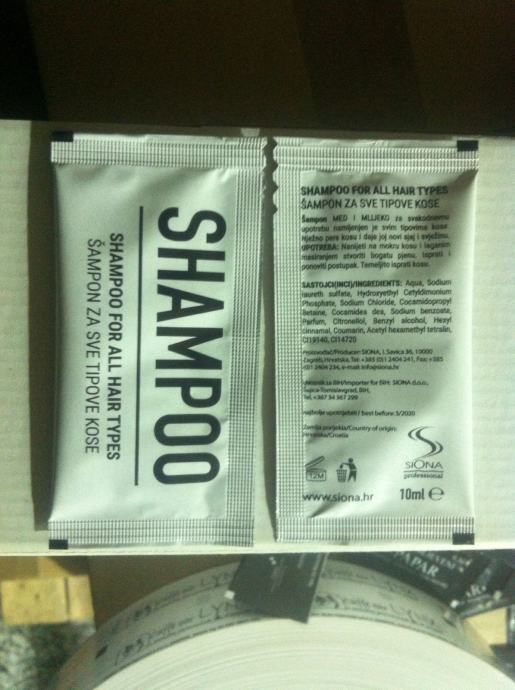 SHAMPOO
SHAMPOO FOR ALL HAIR TYPES
ŠAMPON ZA SVE TIPOVE KOSE
SHAMPOO FOR ALL HAIR TYPES
ŠAMPON ZA SVE TIPOVE KOSE
Šampon MED I MLIJEKO za svakodnevnu
upotrebu namijenjen je svim tipovima kose.
Nježno pere kosu i daje joj novi sjaj i svježinu.
UPOTREBA: Nanijeti na mokru kosu i laganim
masiranjem stvoriti bogatu pjenu. Isprati i
ponoviti postupak. Temeljito isprati kosu.
SASTOJCI(INCI)/INGREDIENTS: Aqua, Sodium
laureth sulfate, Hydroxyethyl Cetyldimonium
Phosphate, Sodium Chloride, Cocamidopropyl
Betaine, Cocamides dea, Sodium benzoate,
Parfum, Citronellol, Benzyl alcohol, Hexyl
cinnamal, Coumarin, Acetyl hexamethyl tetralin,
CI19140, CI14720
Proizvođač/Producer: SIONA, I. Savica 36, 10000
Zagreb, Hrvatska, Tel: +385 (0)1 2404 241, Fax: +385
(0)1 2404 234, e-mail: info@siona.hr
Uvoznik za BIH/Importer for BIH: SIONA d.o.o.,
Tomislavgrad, BIH,
Tel. +387 34 367 299
najbolje upotrijebiti / best before: 3/2020
Zemlja porijekla/Country of origin:
Hrvatska/Croatia
SIONA
professional
12M
www.siona.hr 10ml e
PAPAR